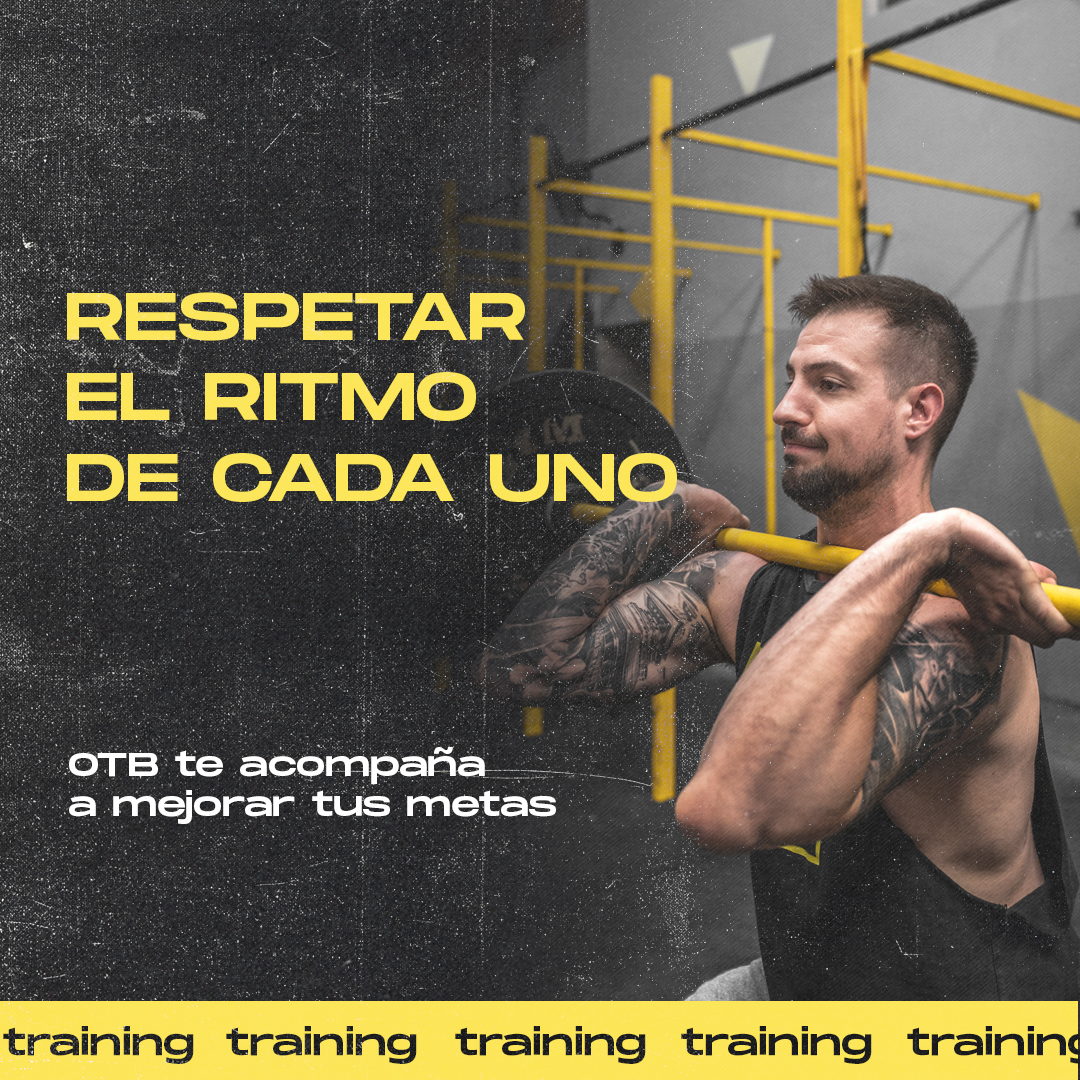 RESPETAR
EL RITMO
DE CADA UNO
OTB te acompaña
a mejorar tus metas
training training training training training